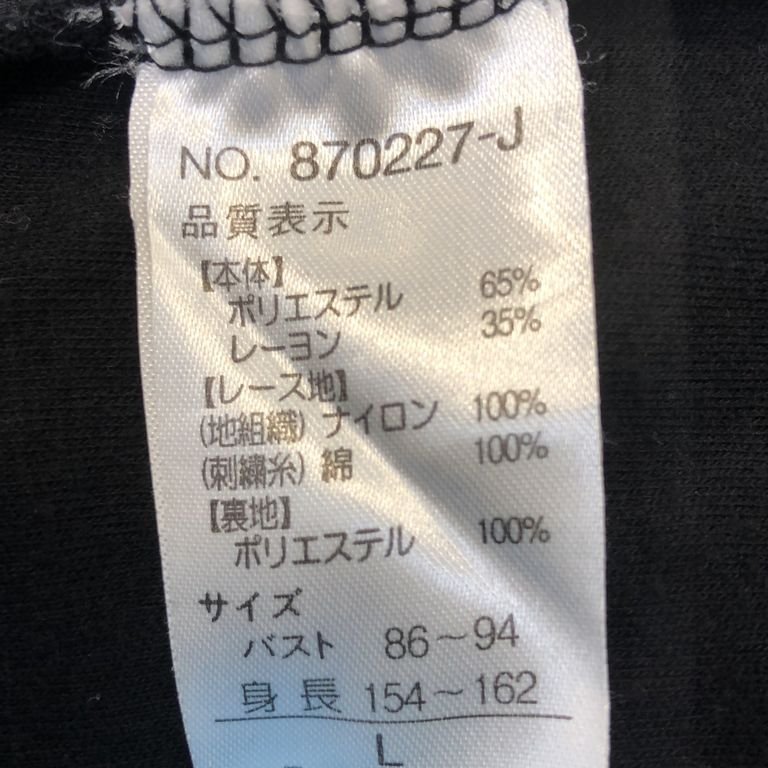 NO. 870227-J
品質表示
【本体】
ポリエステル 65%
レーヨン 35%
【レース地】
(地組織) ナイロン 100%
(刺繍糸) 綿 100%
【裏地】
ポリエステル 100%
サイズ
バスト 86～94
身長 154～162
L